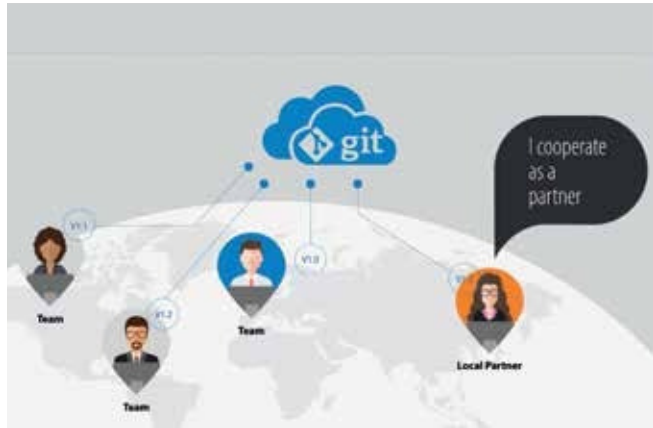 git
I cooperate
as a
partner
V1.1
V1.0
V1.2
Team
Team
Local Partner
Team